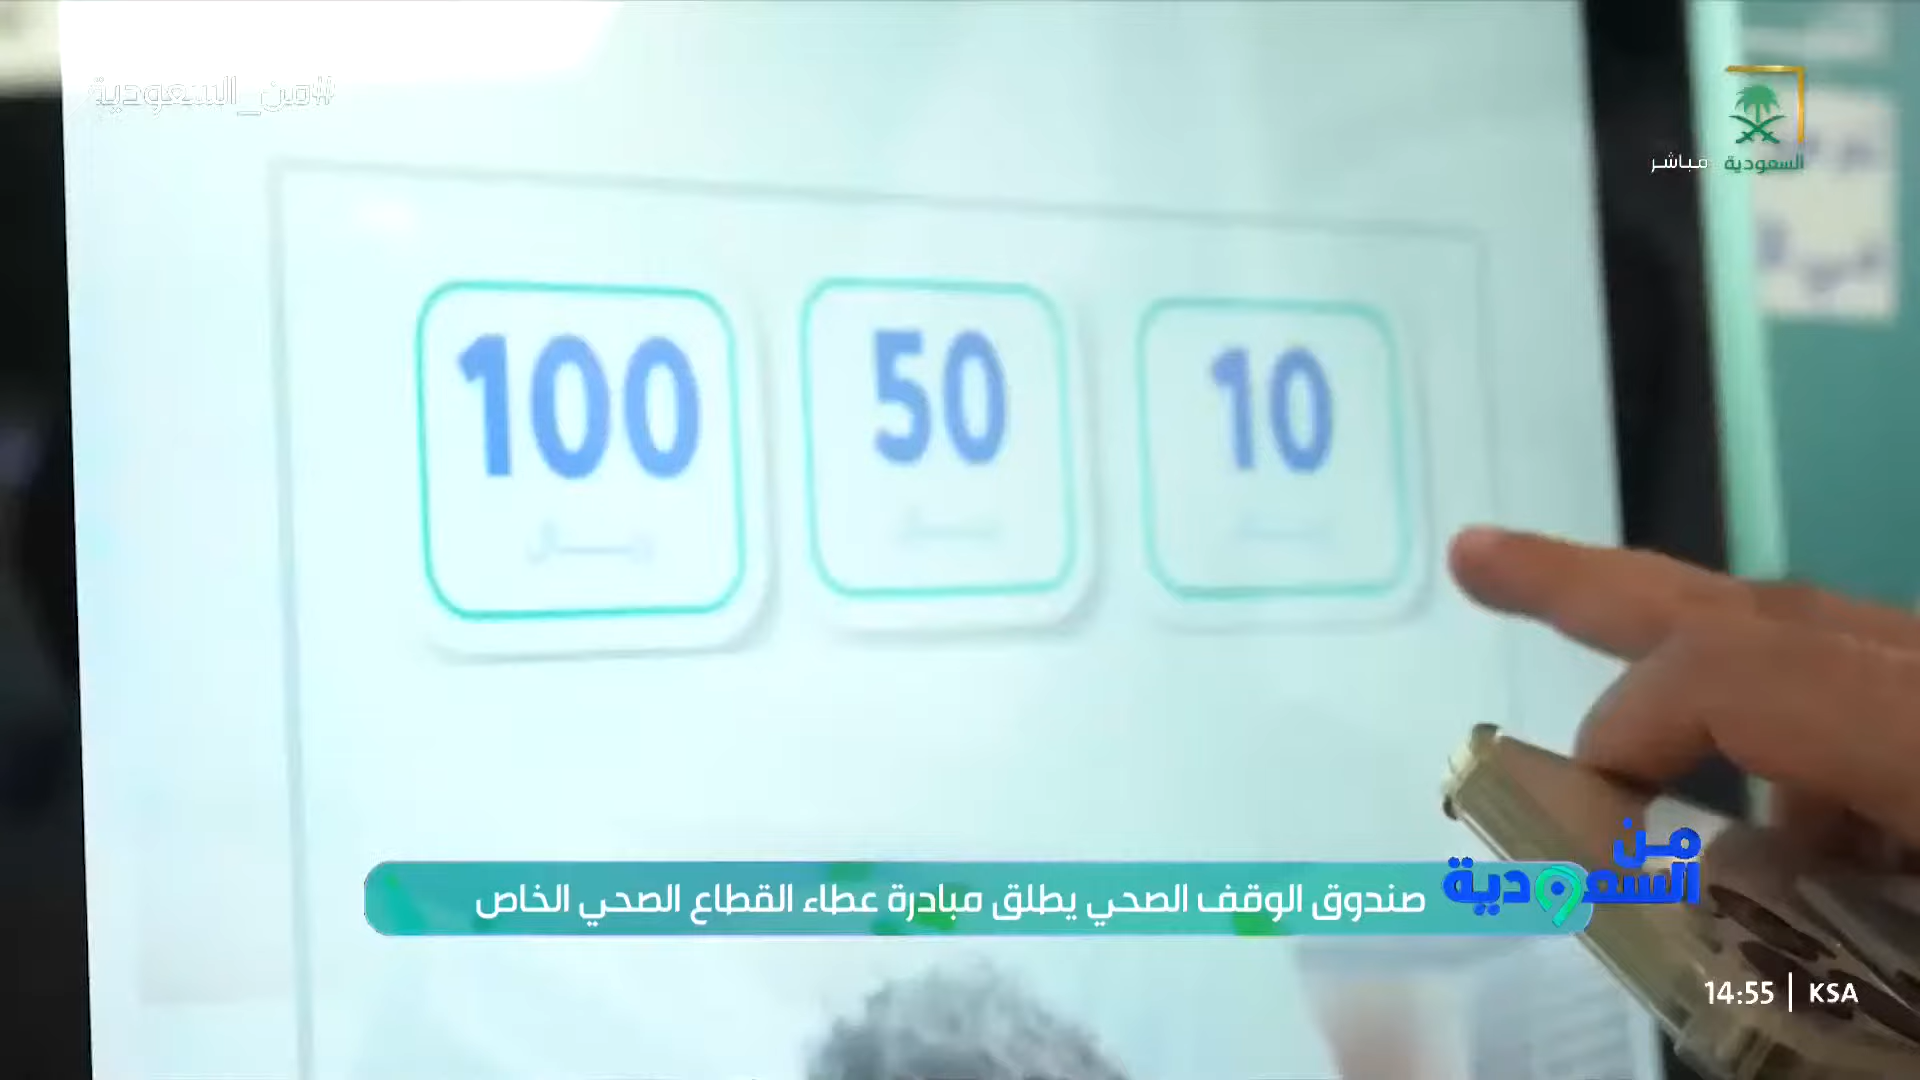 #من_السعودية
السعودية
مباشر
100
50
10
ريـــال
من
السعودية
صندوق الوقف الصحي يطلق مبادرة عطاء القطاع الصحي الخاص
14:55 | KSA